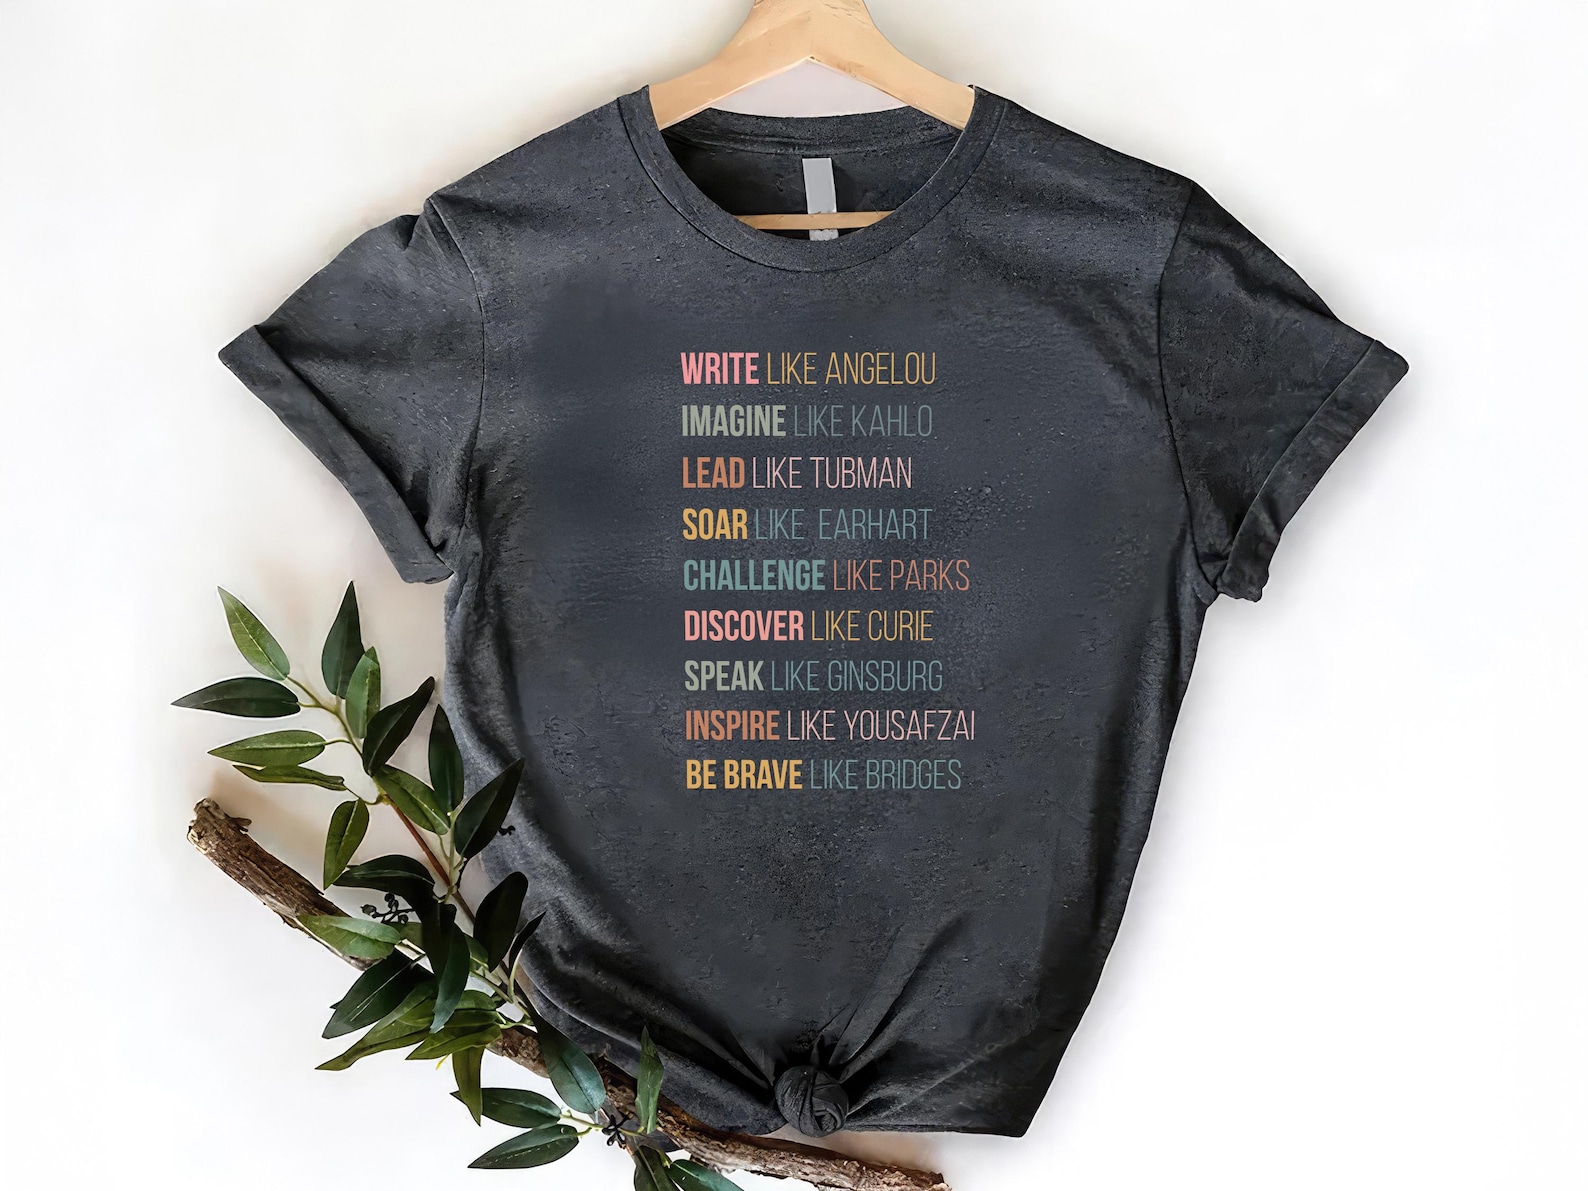 WRITE LIKE ANGELOU
IMAGINE LIKE KAHLO
LEAD LIKE TUBMAN
SOAR LIKE EARHART
CHALLENGE LIKE PARKS
DISCOVER LIKE CURIE
SPEAK LIKE GINSBURG
INSPIRE LIKE YOUSAFZAI
BE BRAVE LIKE BRIDGES